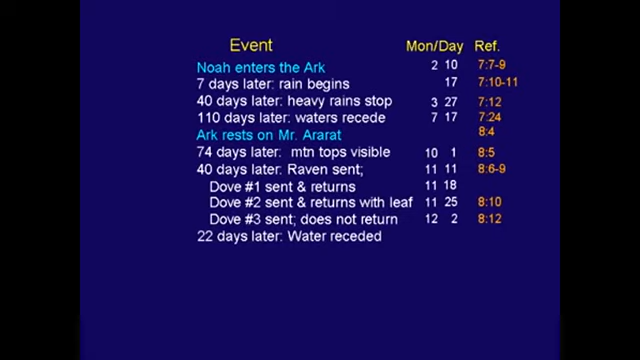 Event Mon/Day Ref.
Noah enters the Ark 2 10 7:7-9
7 days later: rain begins 17 7:10-11
40 days later: heavy rains stop 3 27 7:12
110 days later: waters recede 7 17 7:24
Ark rests on Mr. Ararat 8:4
74 days later: mtn tops visible 10 1 8:5
40 days later: Raven sent; 11 11 8:6-9
Dove #1 sent & returns 11 18
Dove #2 sent & returns with leaf 11 25 8:10
Dove #3 sent; does not return 12 2 8:12
22 days later: Water receded